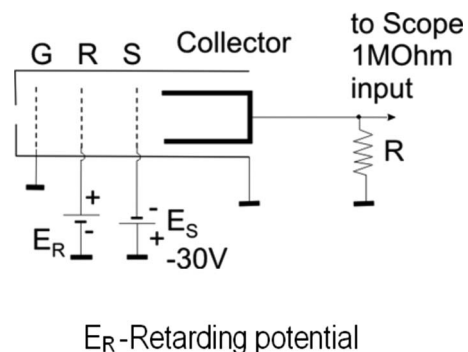 to Scope
1MOhm
input
G R S Collector
R
+
-
E_R
-
+
E_S
-30V
E_R-Retarding potential